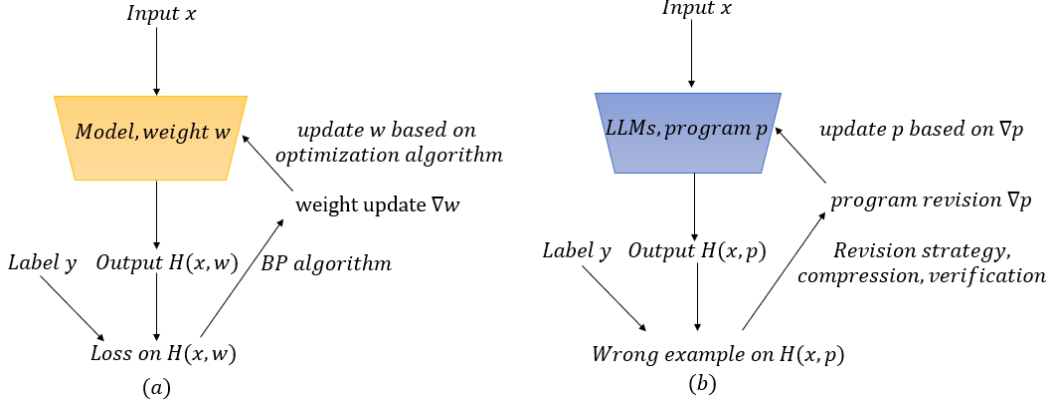 Input x
Model, weight w
update w based on
optimization algorithm
weight update ∇w
Label y
Output H(x, w)
BP algorithm
Loss on H(x, w)
(a)
Input x
LLMs, program p
update p based on ∇p
program revision ∇p
Label y
Output H(x, p)
Revision strategy,
compression, verification
Wrong example on H(x, p)
(b)